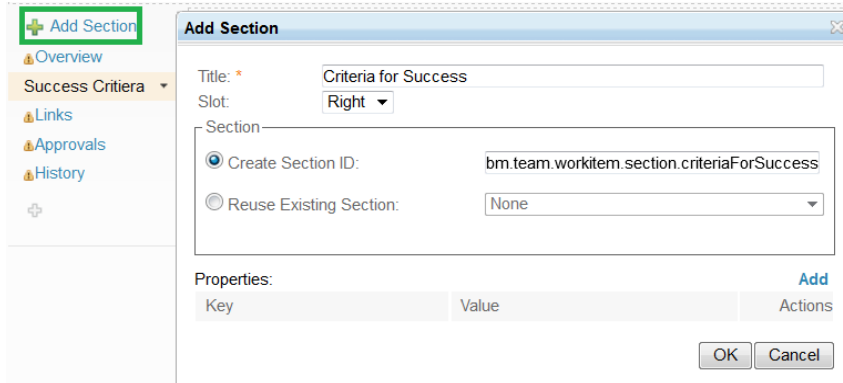 Add Section
Overview
Success Critiera
Links
Approvals
History
Add Section
Title: *
Criteria for Success
Slot:
Right
Section
Create Section ID:
bm.team.workitem.section.criteriaForSuccess
Reuse Existing Section:
None
Properties:
Add
Key Value Actions
OK Cancel